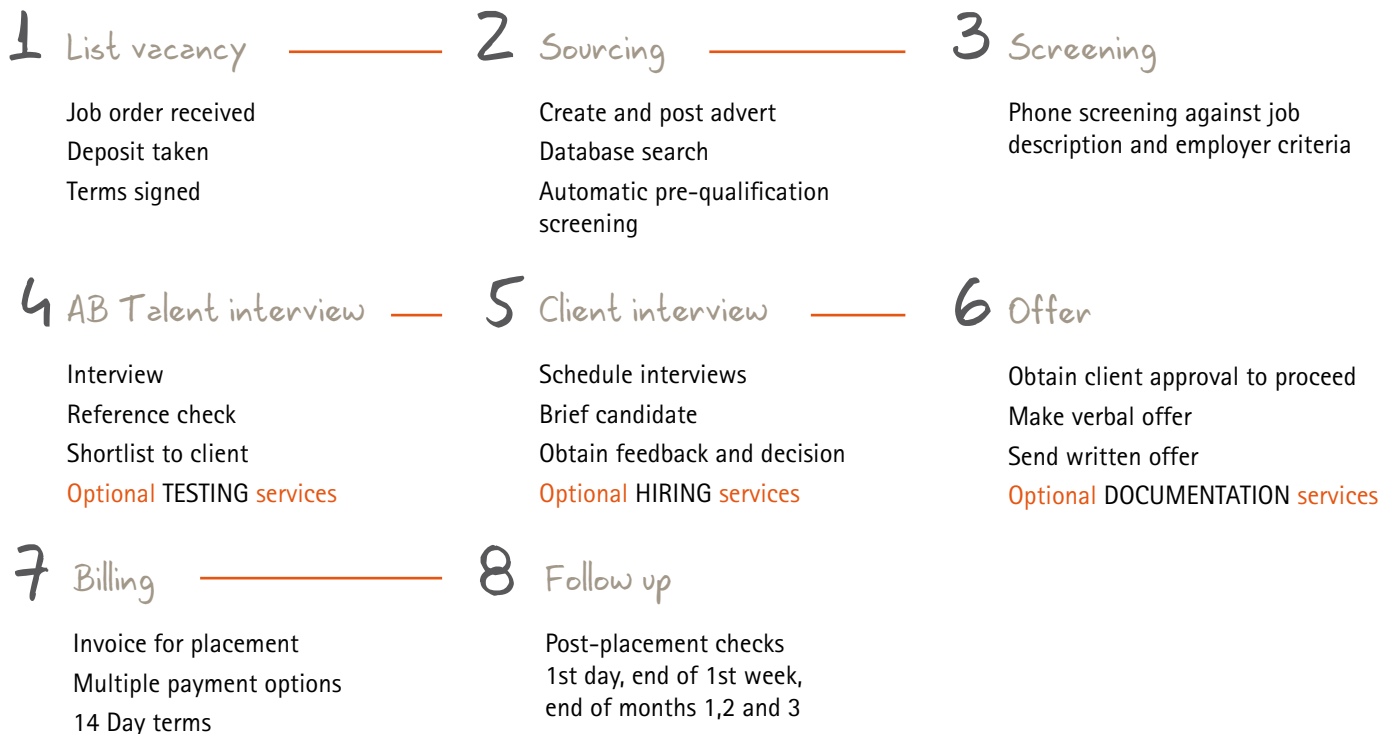 1 List vacancy
Job order received
Deposit taken
Terms signed
2 Sourcing
Create and post advert
Database search
Automatic pre-qualification
screening
3 Screening
Phone screening against job
description and employer criteria
4 AB Talent interview
Interview
Reference check
Shortlist to client
Optional TESTING services
5 Client interview
Schedule interviews
Brief candidate
Obtain feedback and decision
Optional HIRING services
6 Offer
Obtain client approval to proceed
Make verbal offer
Send written offer
Optional DOCUMENTATION services
7 Billing
Invoice for placement
Multiple payment options
14 Day terms
8 Follow up
Post-placement checks
1st day, end of 1st week,
end of months 1,2 and 3